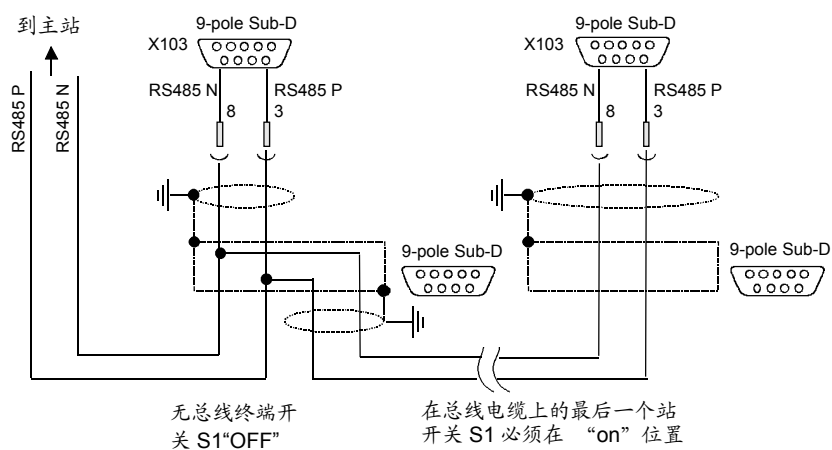 到主站
9-pole Sub-D
X103
RS485 P
RS485 N
RS485 N
RS485 P
8
3
9-pole Sub-D
X103
RS485 N
RS485 P
8
3
9-pole Sub-D
9-pole Sub-D
无总线终端开
关 S1“OFF”
在总线电缆上的最后一个站
开关 S1 必须在 “on”位置